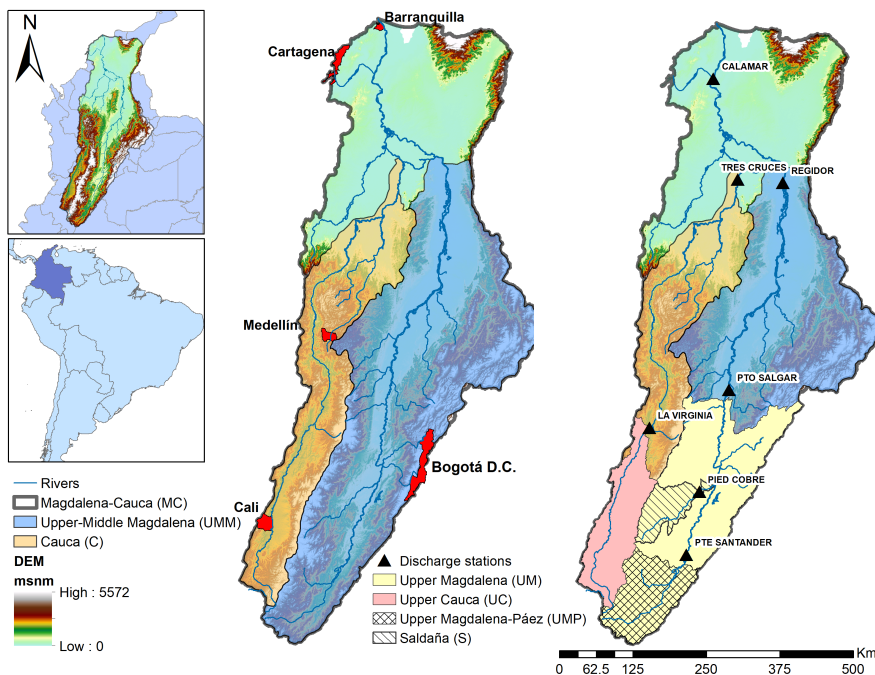 N
Barranquilla
Cartagena
Medellín
Cali
Bogotá D.C.
CALAMAR
TRES CRUCES
REGIDOR
PTO SALGAR
LA VIRGINIA
PIED COBRE
PTE SANTANDER
Rivers
Magdalena-Cauca (MC)
Upper-Middle Magdalena (UMM)
Cauca (C)
DEM
msnm
High : 5572
Low : 0
Discharge stations
Upper Magdalena (UM)
Upper Cauca (UC)
Upper Magdalena-Páez (UMP)
Saldaña (S)
Km
0 62.5 125 250 375 500